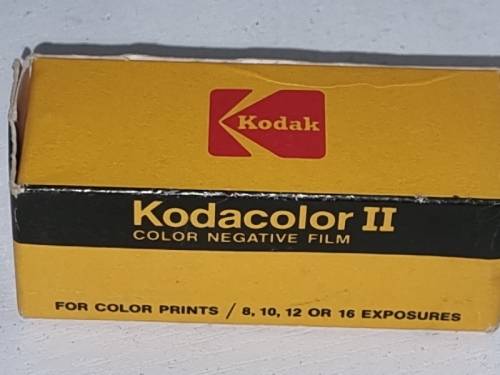 Kodak
Kodacolor II
COLOR NEGATIVE FILM
FOR COLOR PRINTS / 8, 10, 12 OR 16 EXPOSURES